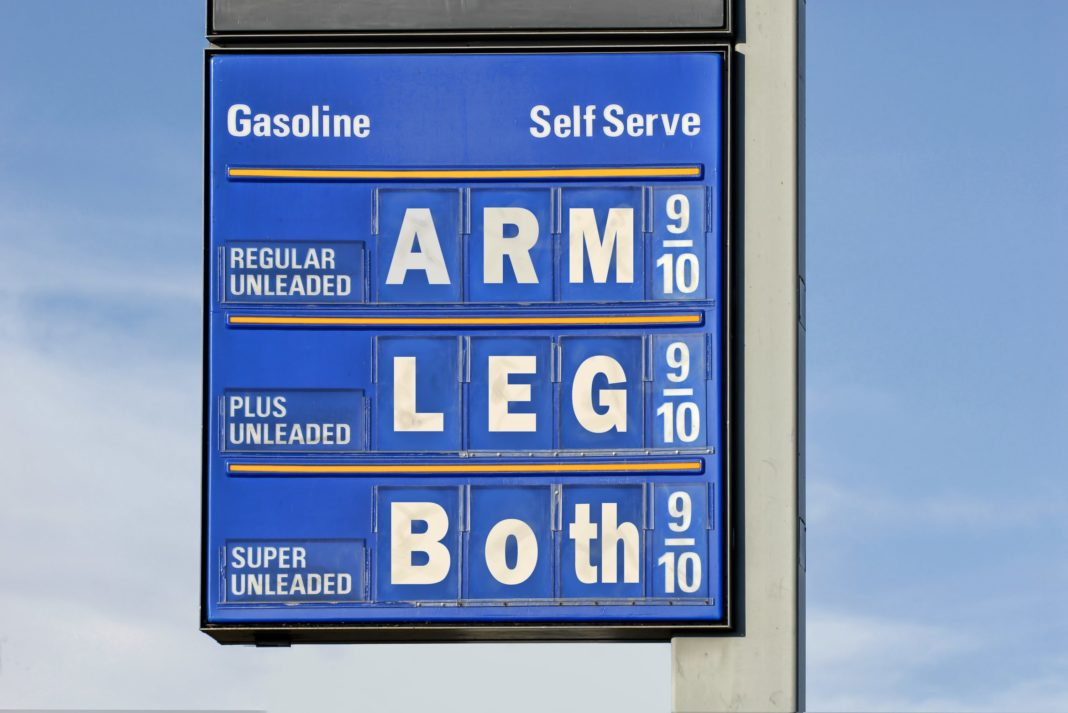 Gasoline Self Serve
REGULAR
UNLEADED
ARM 9/10
PLUS
UNLEADED
LEG 9/10
SUPER
UNLEADED
Both 9/10